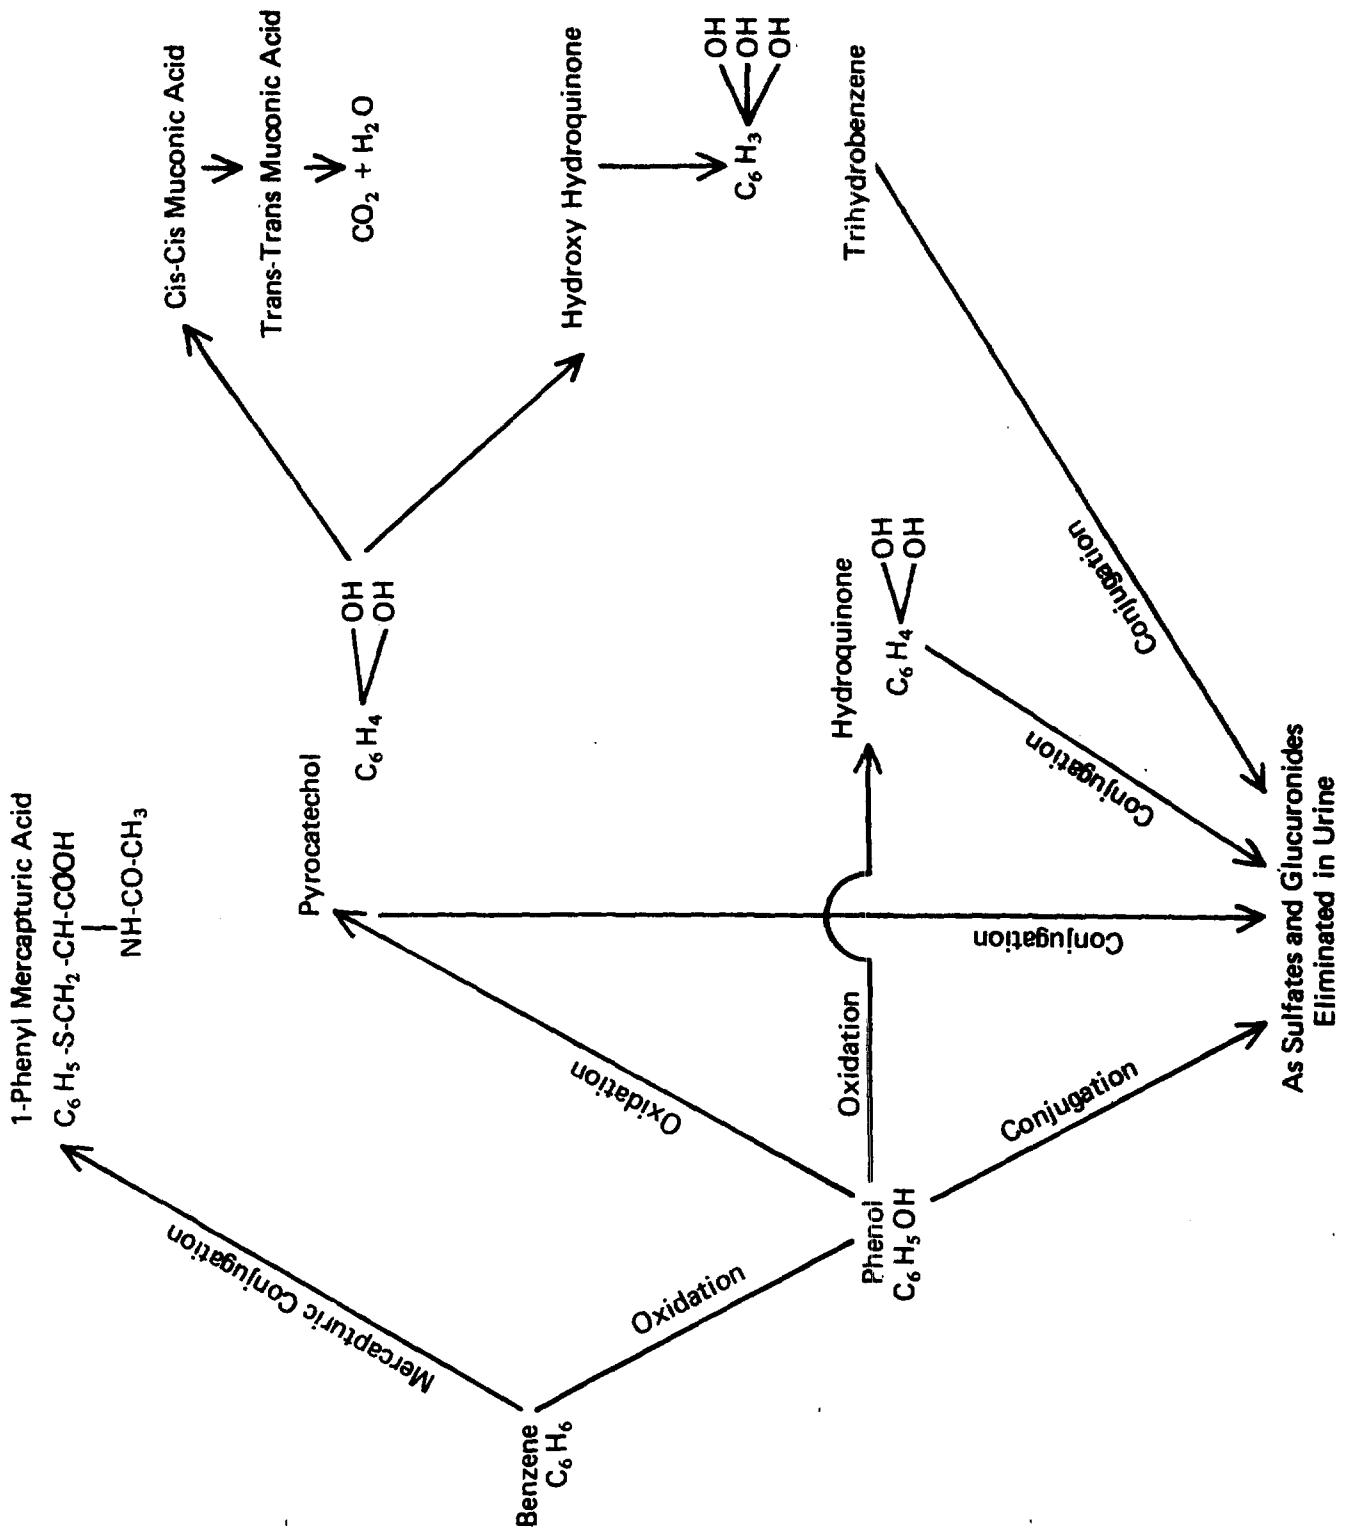 1-Phenyl Mercapturic Acid
C₆H₅-S-CH₂-CH-COOH
NH-CO-CH₃
Mercapturic Conjugation
Benzene
C₆H₆
Oxidation
Phenol
C₆H₅OH
Oxidation
Pyrocatechol
C₆H₄
OH
OH
Cis-Cis Muconic Acid
Trans-Trans Muconic Acid
CO₂ + H₂O
Hydroxy Hydroquinone
C₆H₃
OH
OH
OH
Trihydrobenzene
Oxidation
Hydroquinone
C₆H₄
OH
OH
Conjugation
Conjugation
Conjugation
Conjugation
As Sulfates and Glucuronides
Eliminated in Urine